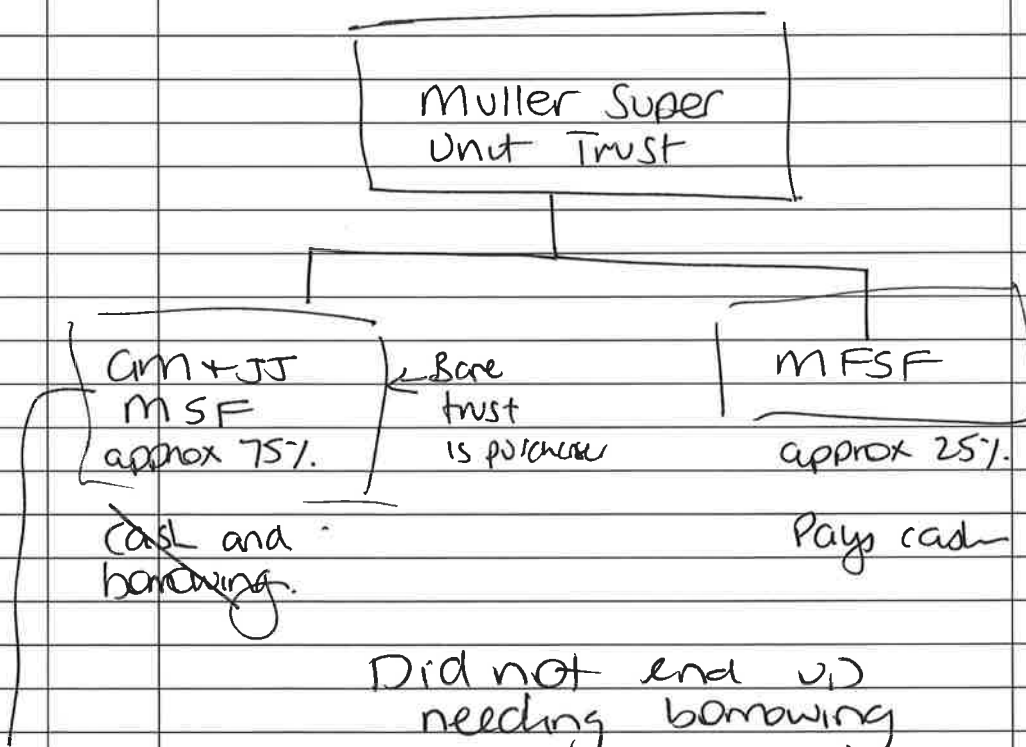 Muller Super
Unit Trust
GM + JJ
MSF
approx 75%.
← Bare
trust
is purchaser
MFSF
approx 25%.
Cash and
borrowing.
Pays cash
Did not end up
needing borrowing